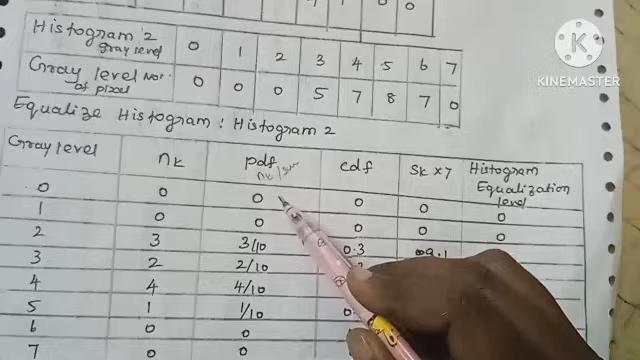 0 0
Histogram 2 gray level 0 1 2 3 4 5 6 7
Gray level No. of pixel 0 0 0 5 7 8 7 0
KINEMASTER
Equalize Histogram : Histogram 2
Gray level nk pdf nk/sum cdf Sk x7 Histogram Equalization level
0 0 0 0 0 0
1 0 0 0 0 0
2 3 3/10 0.3
3 2 2/10
4 4 4/10
5 1 1/10
6 0 0
7 0 0